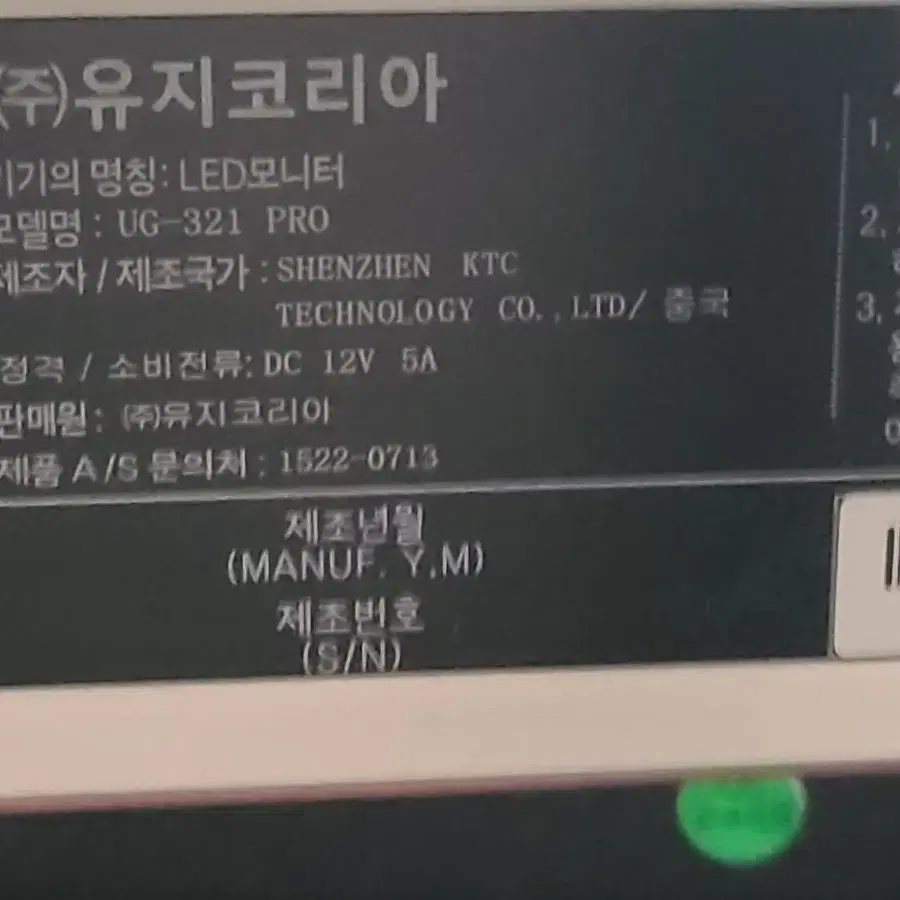 (주)유지코리아
기기의 명칭: LED모니터
모델명 : UG-321 PRO
제조자 / 제조국가 : SHENZHEN KTC
TECHNOLOGY CO.,LTD/ 중국
정격 / 소비전류: DC 12V 5A
판매원: (주)유지코리아
제품 A/S 문의처 : 1522-0713
제조년월
(MANUF. Y.M)
제조번호
(S/N)
1,
2,
3,